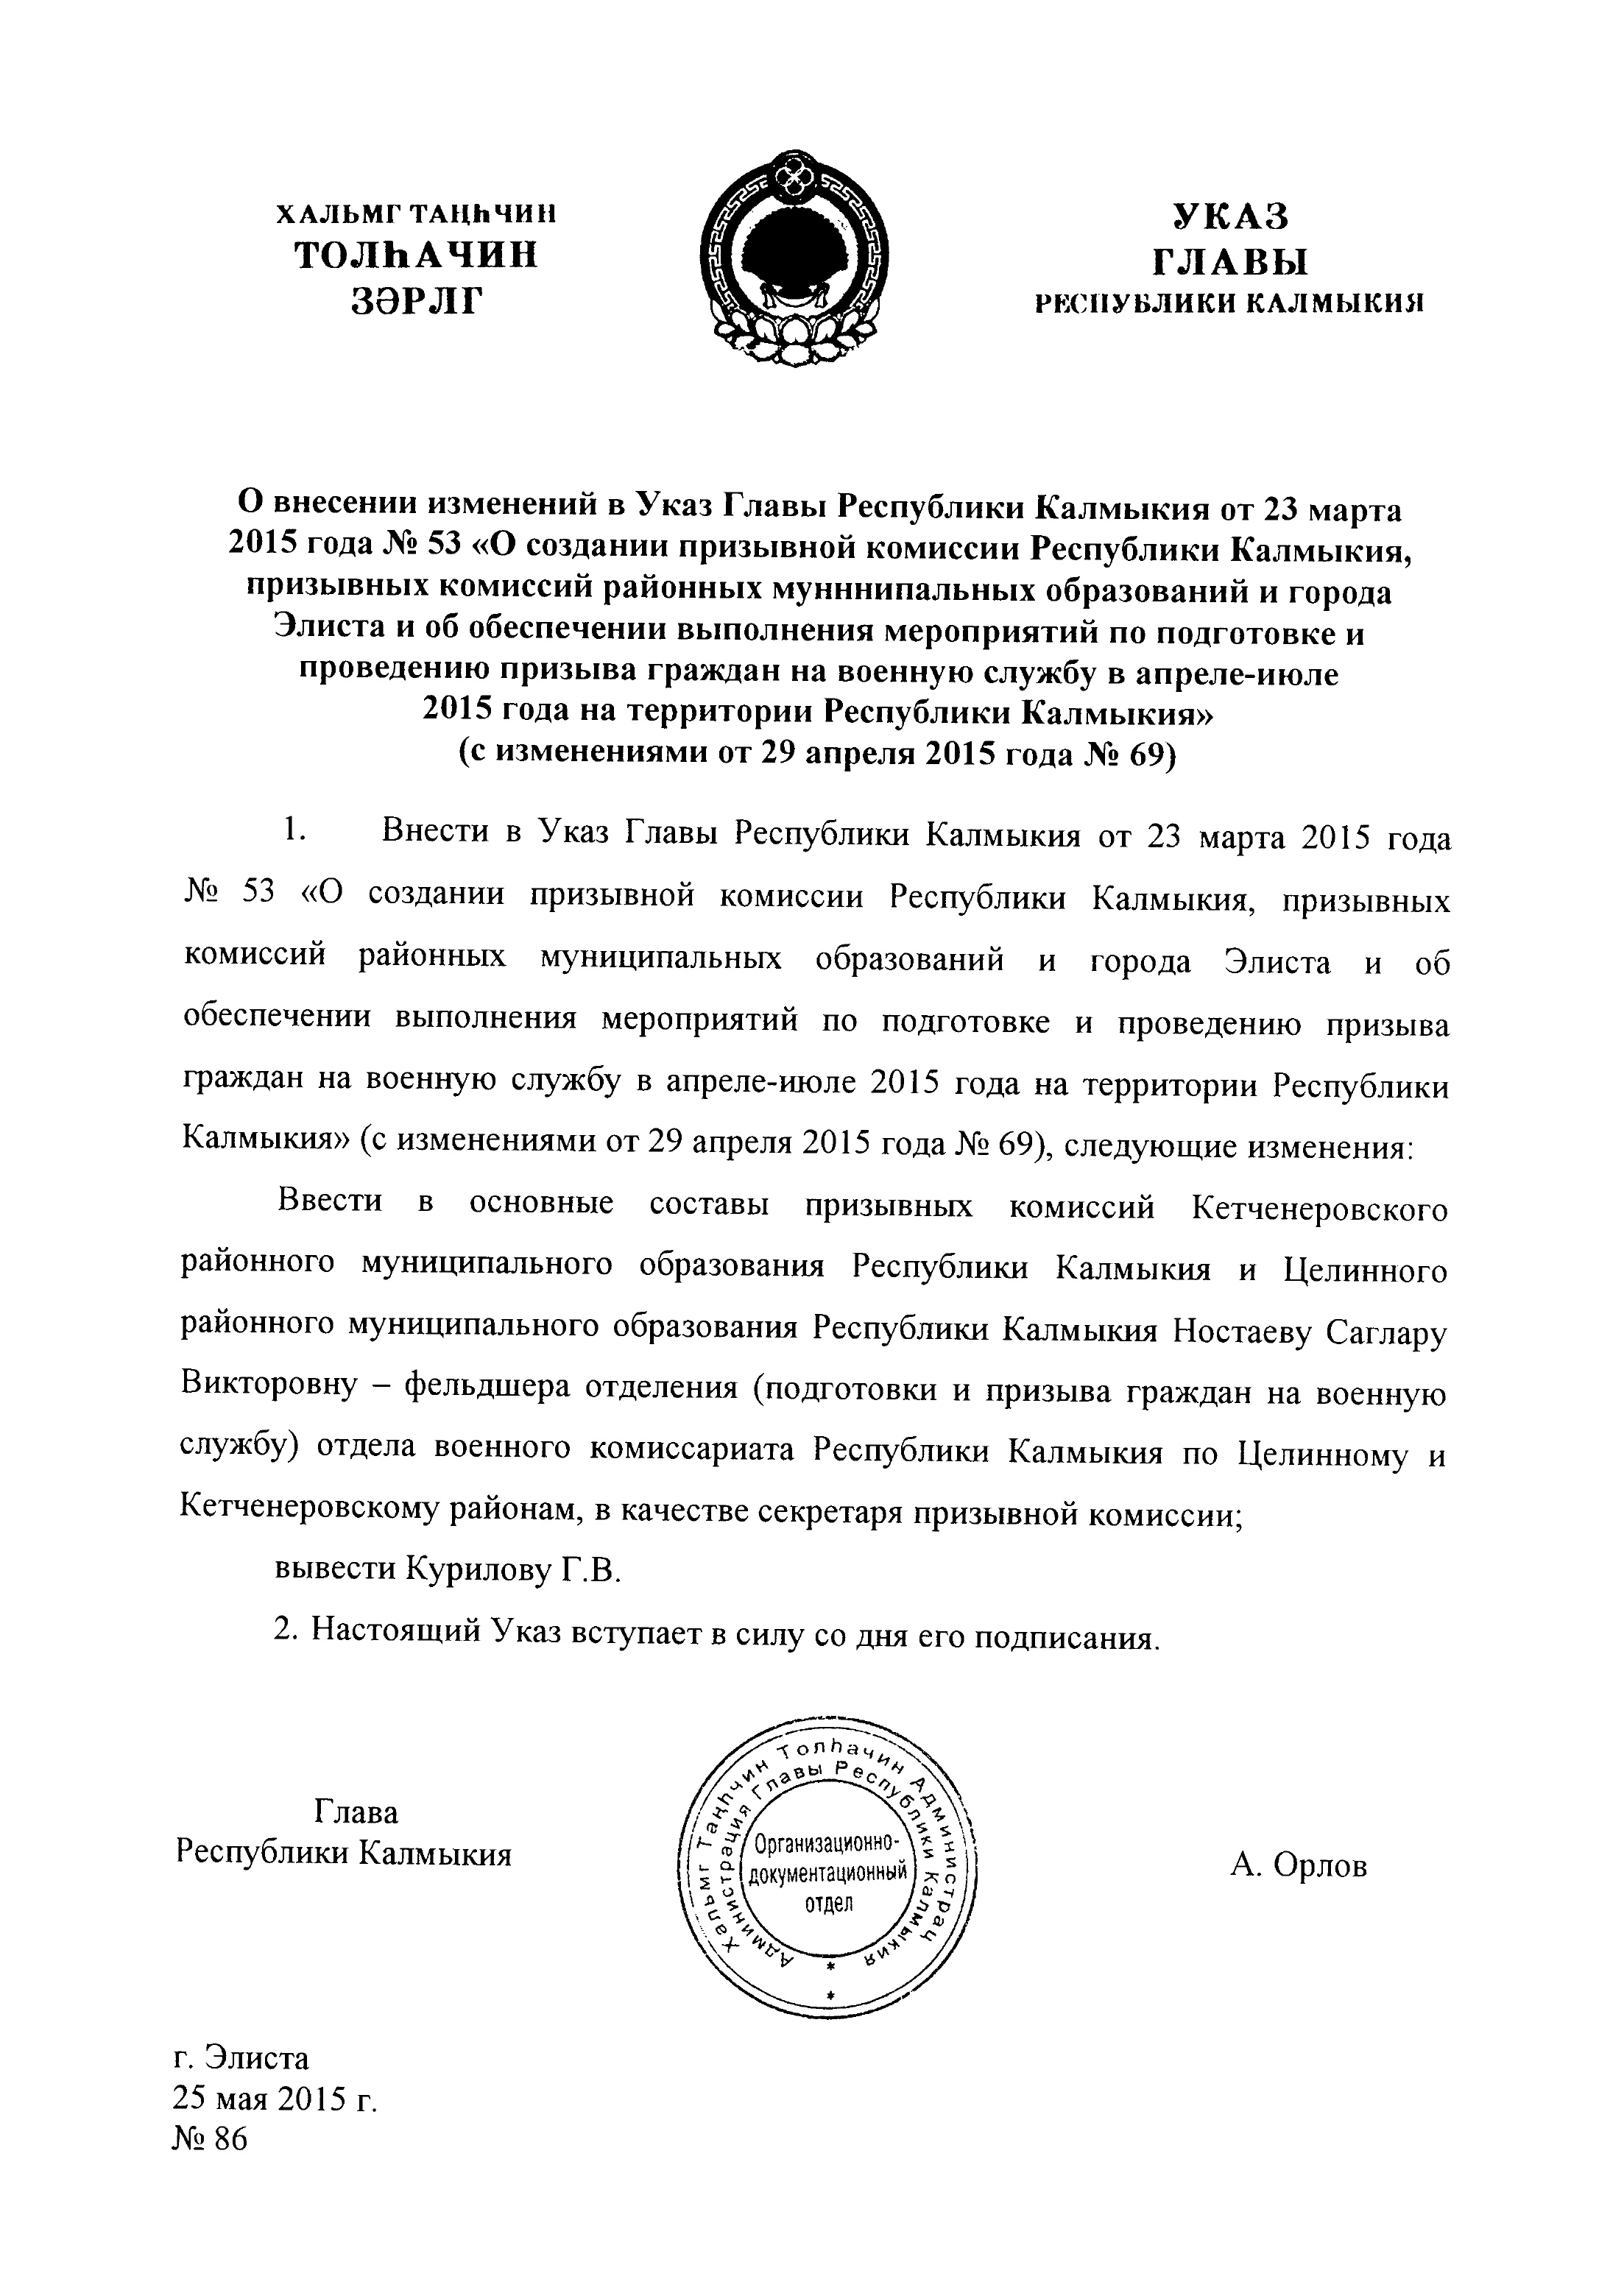 ХАЛЬМГ ТАҢҺЧИН
ТОЛҺАЧИН
ЗӘРЛГ
УКАЗ
ГЛАВЫ
РЕСПУБЛИКИ КАЛМЫКИЯ
О внесении изменений в Указ Главы Республики Калмыкия от 23 марта
2015 года № 53 «О создании призывной комиссии Республики Калмыкия,
призывных комиссий районных мунннипальных образований и города
Элиста и об обеспечении выполнения мероприятий по подготовке и
проведению призыва граждан на военную службу в апреле-июле
2015 года на территории Республики Калмыкия»
(с изменениями от 29 апреля 2015 года № 69)
1. Внести в Указ Главы Республики Калмыкия от 23 марта 2015 года
№ 53 «О создании призывной комиссии Республики Калмыкия, призывных
комиссий районных муниципальных образований и города Элиста и об
обеспечении выполнения мероприятий по подготовке и проведению призыва
граждан на военную службу в апреле-июле 2015 года на территории Республики
Калмыкия» (с изменениями от 29 апреля 2015 года № 69), следующие изменения:
Ввести в основные составы призывных комиссий Кетченеровского
районного муниципального образования Республики Калмыкия и Целинного
районного муниципального образования Республики Калмыкия Ностаеву Саглару
Викторовну – фельдшера отделения (подготовки и призыва граждан на военную
службу) отдела военного комиссариата Республики Калмыкия по Целинному и
Кетченеровскому районам, в качестве секретаря призывной комиссии;
вывести Курилову Г.В.
2. Настоящий Указ вступает в силу со дня его подписания.
Глава
Республики Калмыкия
Хальмг Таңһчин Толһачин Администрац
Администрация Главы Республики Калмыкия
Организационно-
документационный
отдел
А. Орлов
г. Элиста
25 мая 2015 г.
№ 86